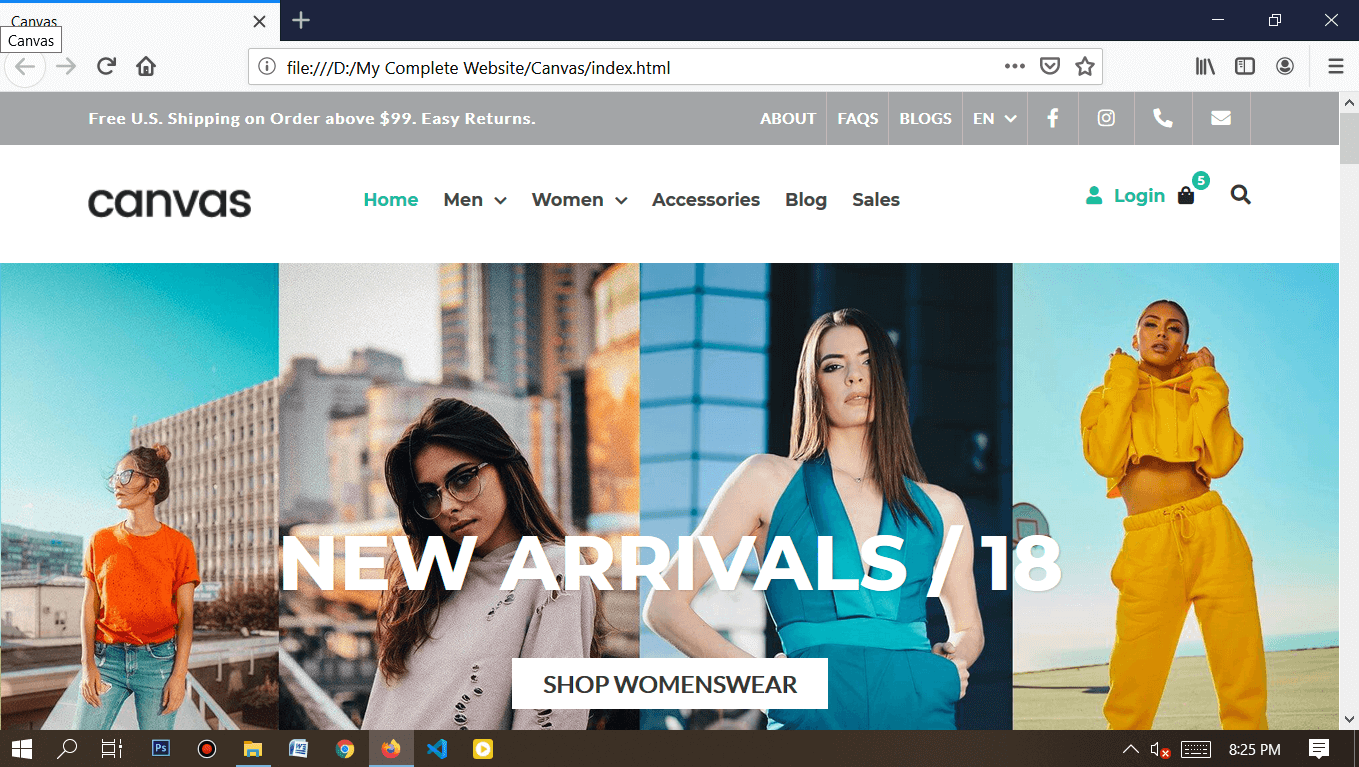 Canvas
Canvas
file:///D:/My Complete Website/Canvas/index.html
Free U.S. Shipping on Order above $99. Easy Returns.
ABOUT FAQS BLOGS EN
canvas
Home Men Women Accessories Blog Sales
Login 5
NEW ARRIVALS / 18
SHOP WOMENSWEAR
Ps
W
8:25 PM